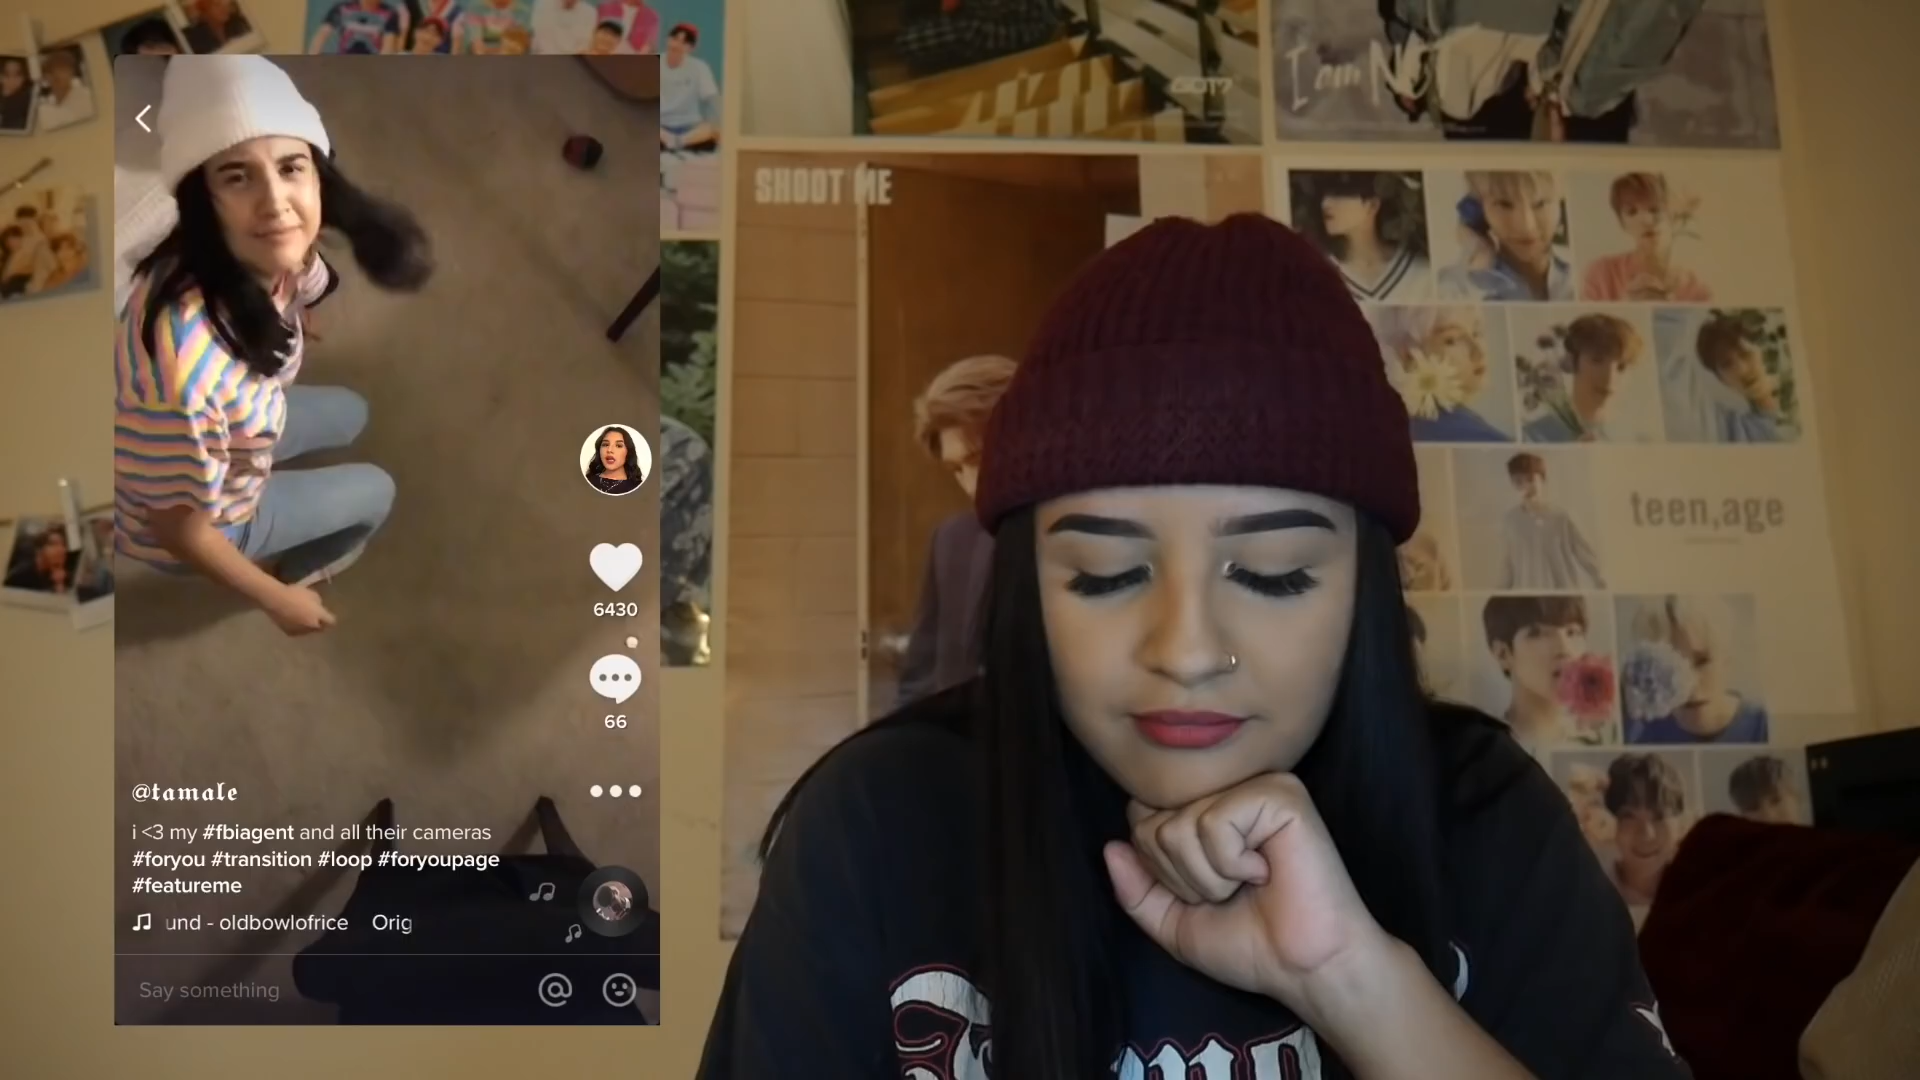 GOT7
I am NOT
SHOOT ME
teen,age
6430
66
@tamale
i <3 my #fbiagent and all their cameras
#foryou #transition #loop #foryoupage
#featureme
und - oldbowlofrice Orig
Say something